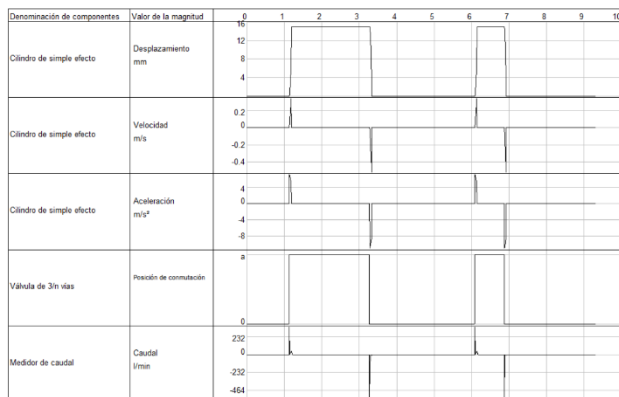 Denominación de componentes Valor de la magnitud 0 1 2 3 4 5 6 7 8 9 10
Cilindro de simple efecto
Desplazamiento
mm
16
12
8
4
Cilindro de simple efecto
Velocidad
m/s
0.2
0
-0.2
-0.4
Cilindro de simple efecto
Aceleración
m/s²
4
0
-4
-8
Válvula de 3/n vías
Posición de conmutación
a
0
Medidor de caudal
Caudal
l/min
232
0
-232
-464